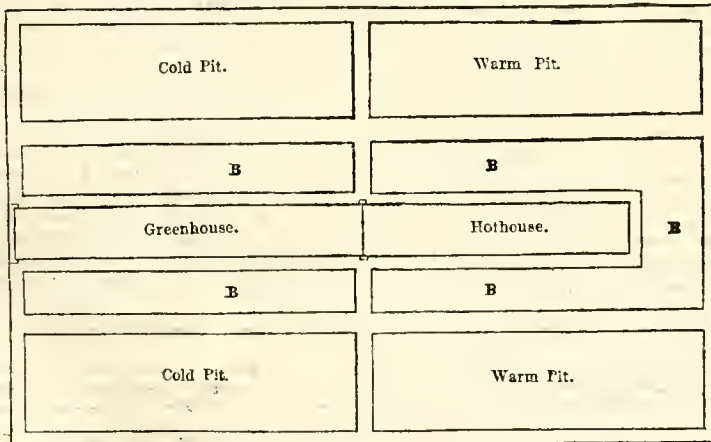 Cold Pit.
Warm Pit.
B
B
Greenhouse.
Hothouse.
B
B
B
Cold Pit.
Warm Pit.